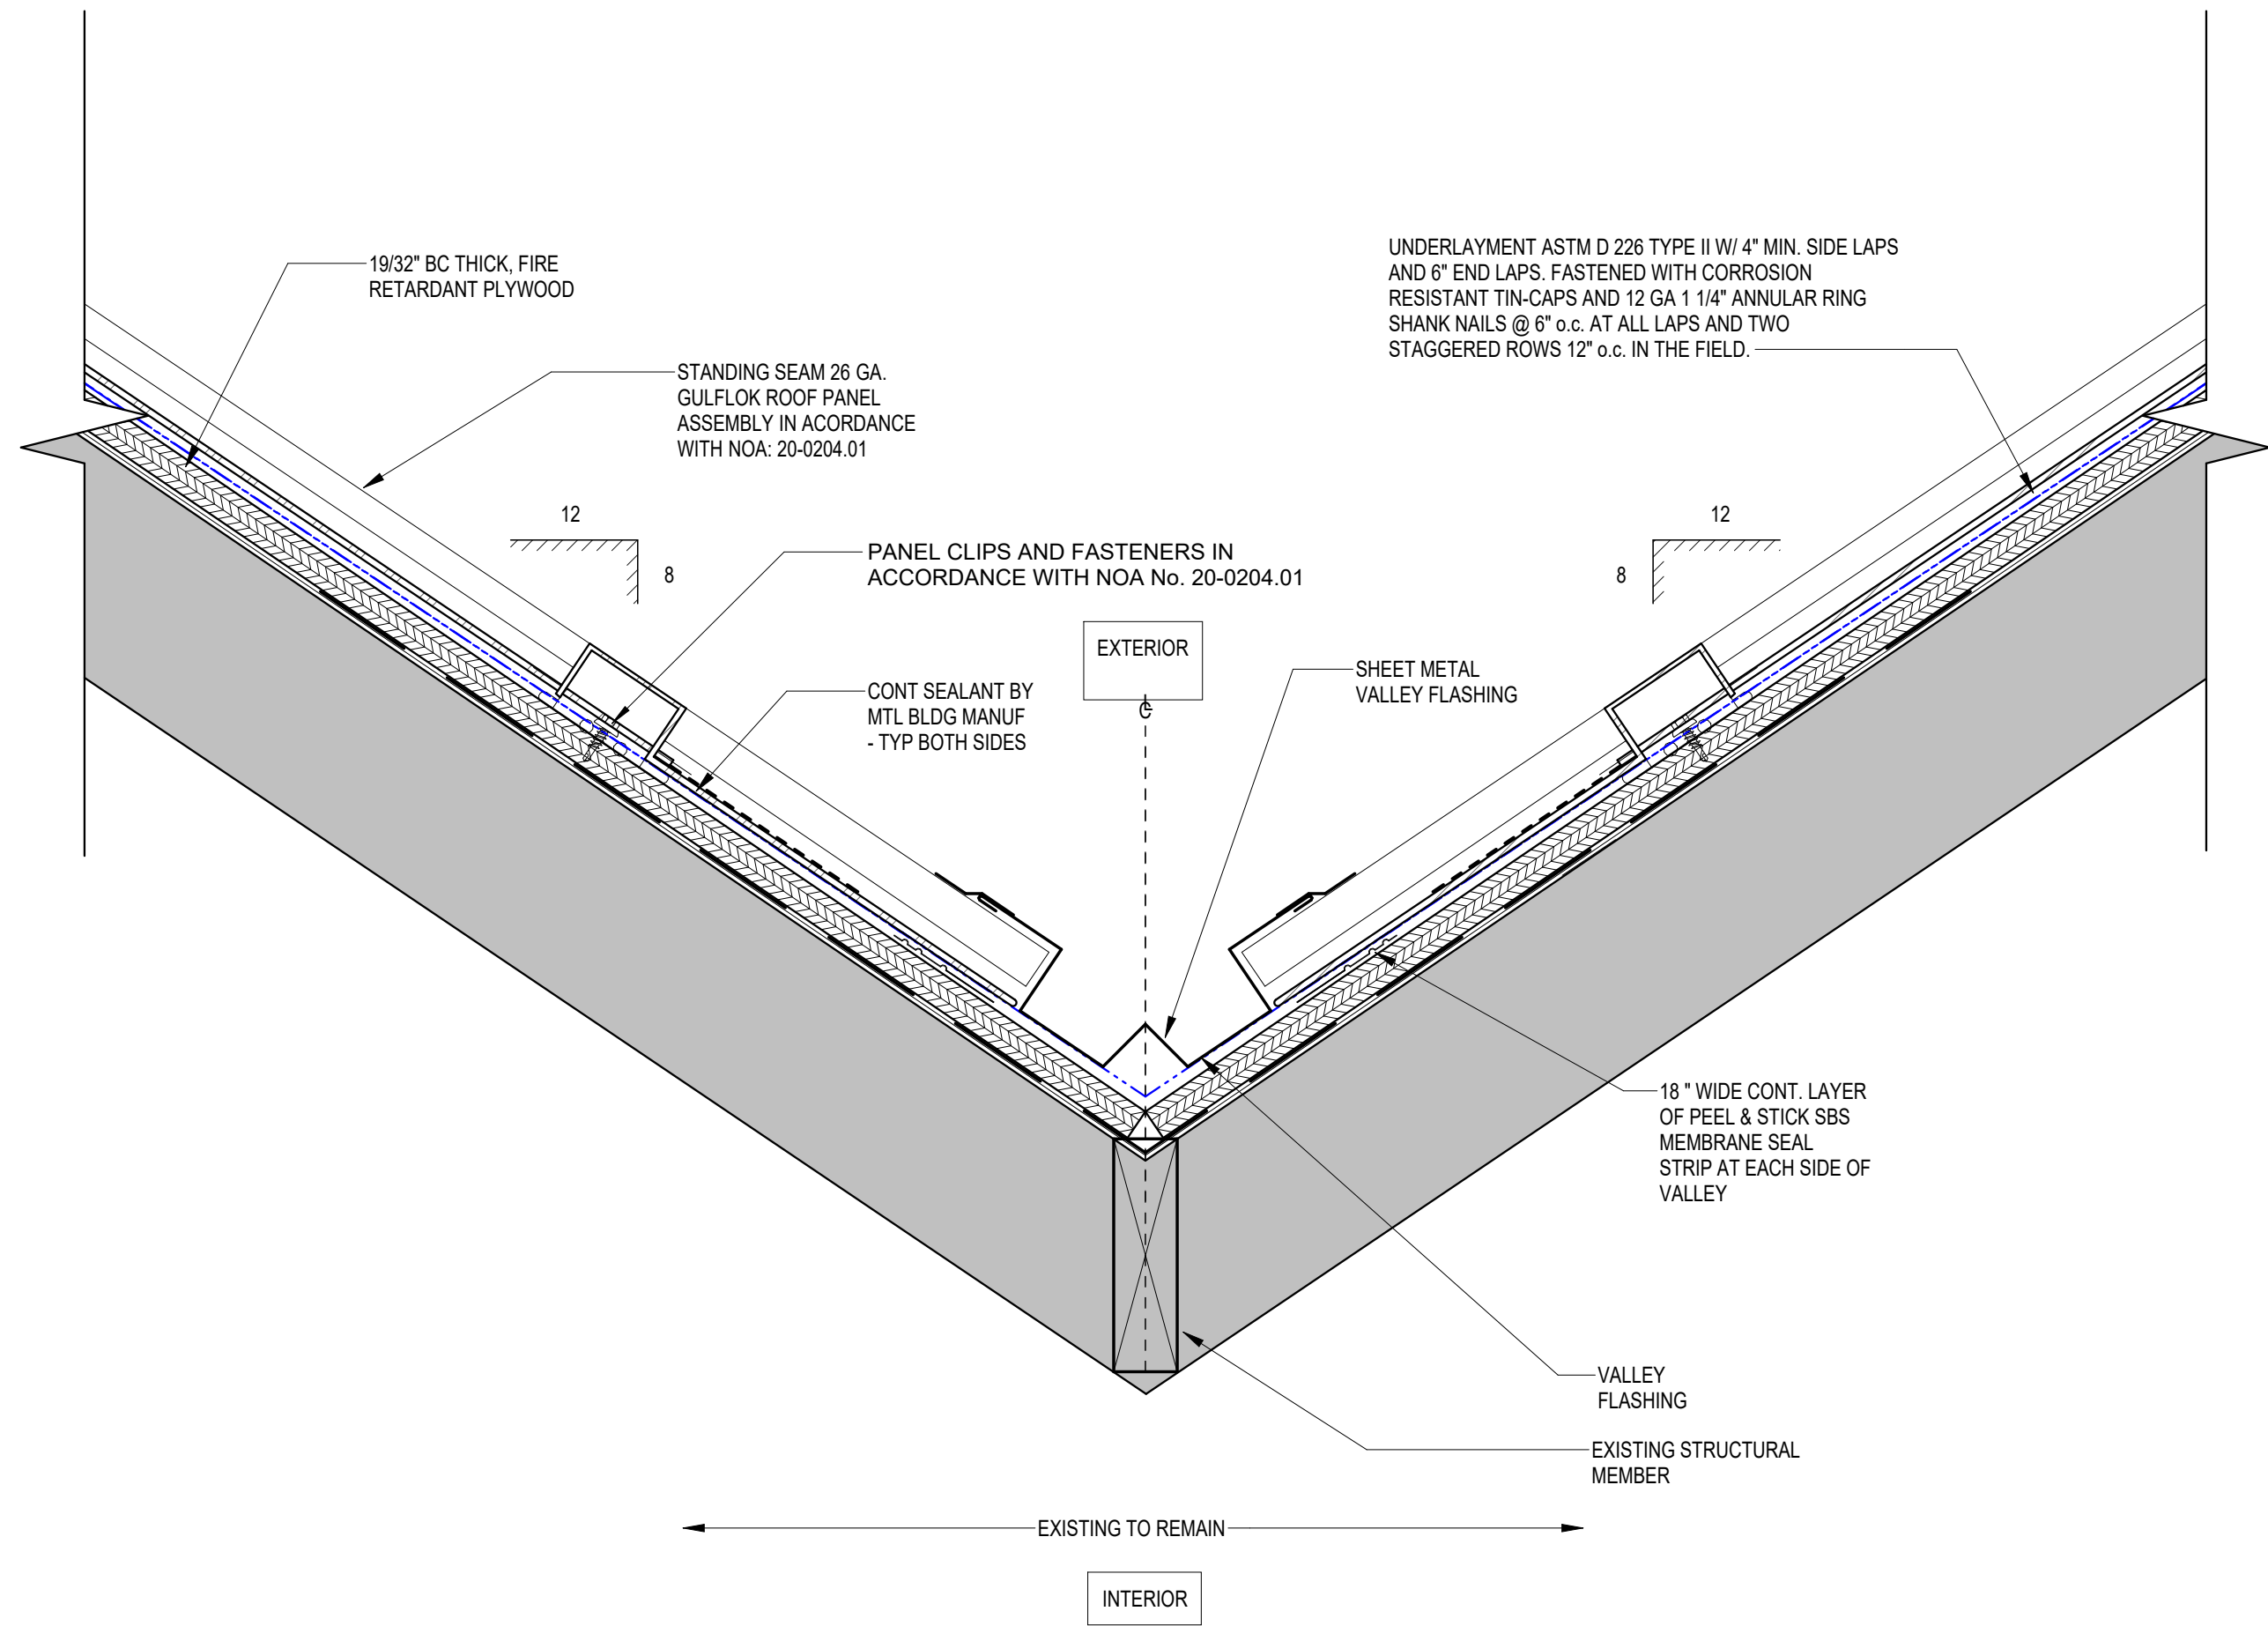 UNDERLAYMENT ASTM D 226 TYPE II W/ 4" MIN. SIDE LAPS
AND 6" END LAPS. FASTENED WITH CORROSION
RESISTANT TIN-CAPS AND 12 GA 1 1/4" ANNULAR RING
SHANK NAILS @ 6" o.c. AT ALL LAPS AND TWO
STAGGERED ROWS 12" o.c. IN THE FIELD.
19/32" BC THICK, FIRE
RETARDANT PLYWOOD
STANDING SEAM 26 GA.
GULFLOK ROOF PANEL
ASSEMBLY IN ACORDANCE
WITH NOA: 20-0204.01
12
8
12
8
PANEL CLIPS AND FASTENERS IN
ACCORDANCE WITH NOA No. 20-0204.01
EXTERIOR
CONT SEALANT BY
MTL BLDG MANUF
- TYP BOTH SIDES
SHEET METAL
VALLEY FLASHING
18 " WIDE CONT. LAYER
OF PEEL & STICK SBS
MEMBRANE SEAL
STRIP AT EACH SIDE OF
VALLEY
VALLEY
FLASHING
EXISTING STRUCTURAL
MEMBER
EXISTING TO REMAIN
INTERIOR